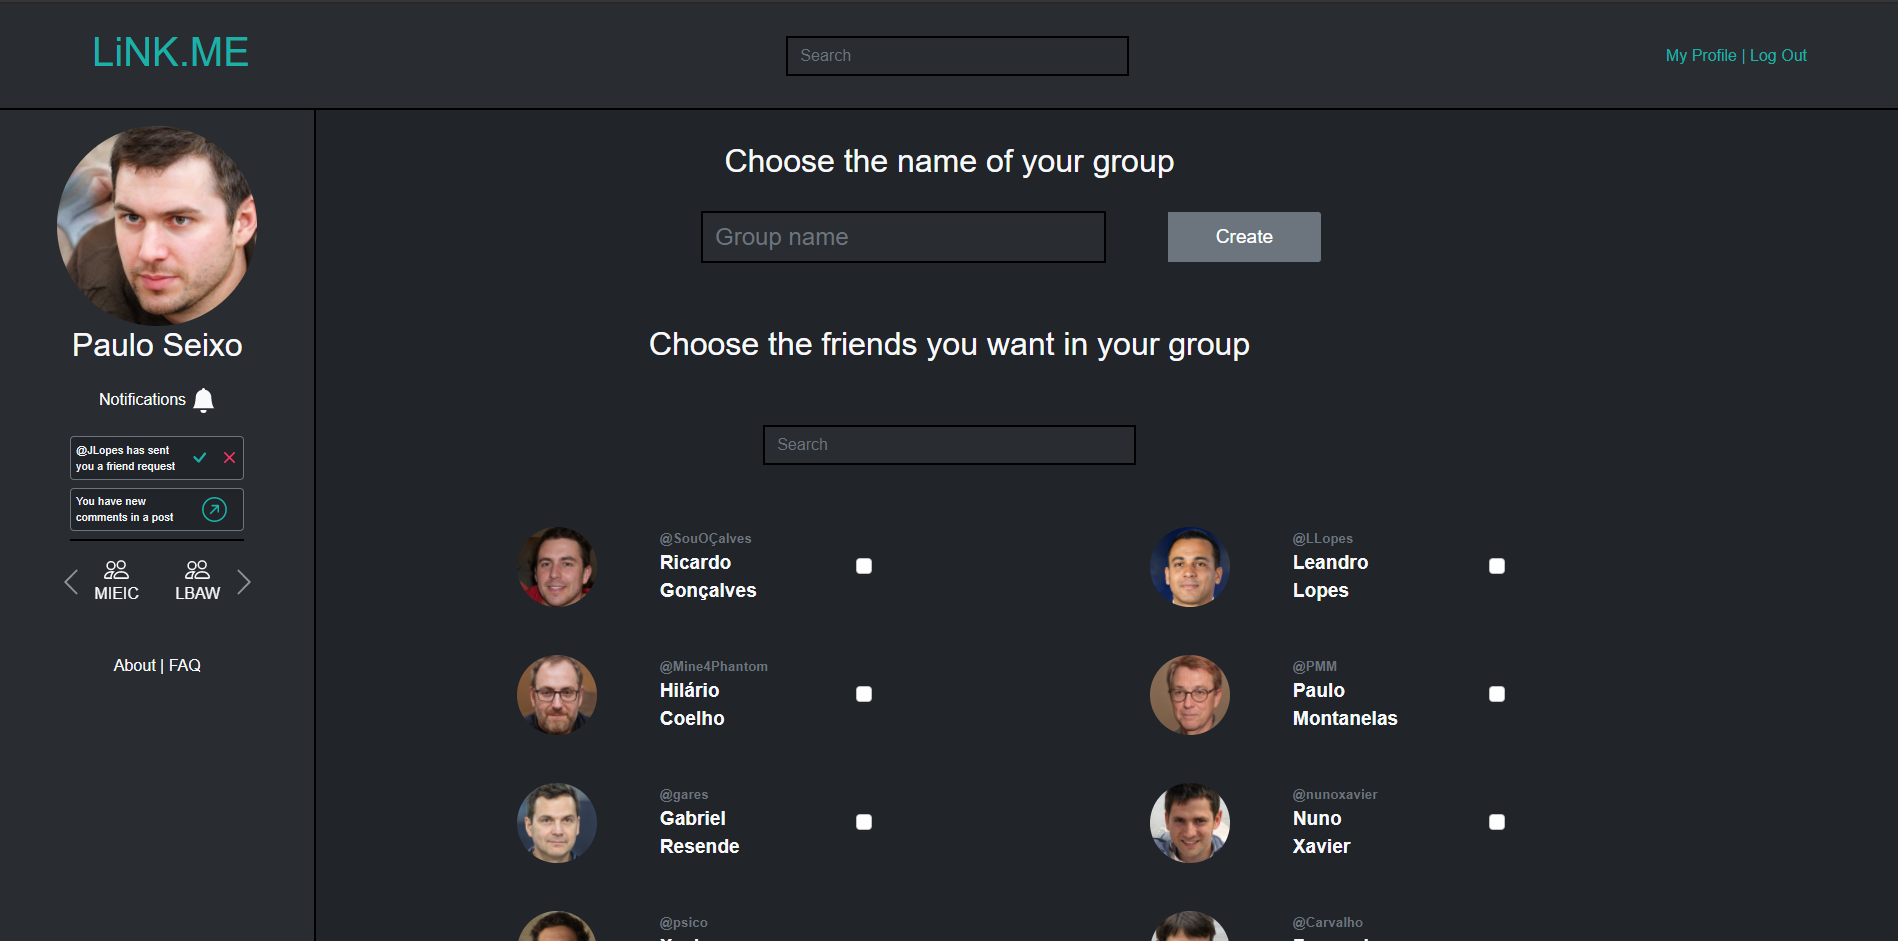 LiNK.ME
Search
My Profile | Log Out
Paulo Seixo
Notifications
@JLopes has sent
you a friend request
You have new
comments in a post
MIEIC
LBAW
About | FAQ
Choose the name of your group
Group name
Create
Choose the friends you want in your group
Search
@SouOÇalves
Ricardo
Gonçalves
@LLopes
Leandro
Lopes
@Mine4Phantom
Hilário
Coelho
@PMM
Paulo
Montanelas
@gares
Gabriel
Resende
@nunoxavier
Nuno
Xavier
@psico
@Carvalho